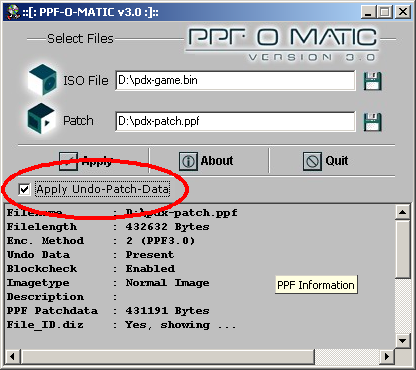 ::[: PPF-O-MATIC v3.0 :]::
Select Files
PPF-O-MATIC
VERSION 3.0
ISO File D:\pdx-game.bin
Patch D:\pdx-patch.ppf
Apply About Quit
Apply Undo-Patch-Data
Filename : D:\pdx-patch.ppf
Filelength : 432632 Bytes
Enc. Method : 2 (PPF3.0)
Undo Data : Present
Blockcheck : Enabled
Imagetype : Normal Image
PPF Information
Description :
PPF Patchdata : 431191 Bytes
File_ID.diz : Yes, showing ...